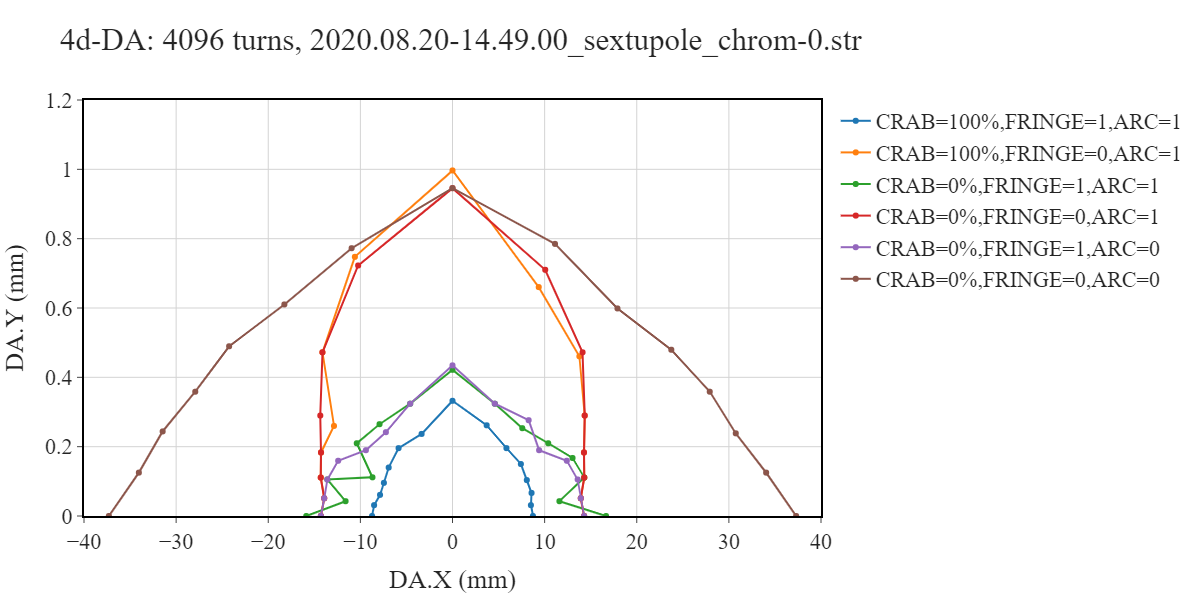 4d-DA: 4096 turns, 2020.08.20-14.49.00_sextupole_chrom-0.str
DA.Y (mm)
1.2
1
0.8
0.6
0.4
0.2
0
−40 −30 −20 −10 0 10 20 30 40
DA.X (mm)
CRAB=100%,FRINGE=1,ARC=1
CRAB=100%,FRINGE=0,ARC=1
CRAB=0%,FRINGE=1,ARC=1
CRAB=0%,FRINGE=0,ARC=1
CRAB=0%,FRINGE=1,ARC=0
CRAB=0%,FRINGE=0,ARC=0